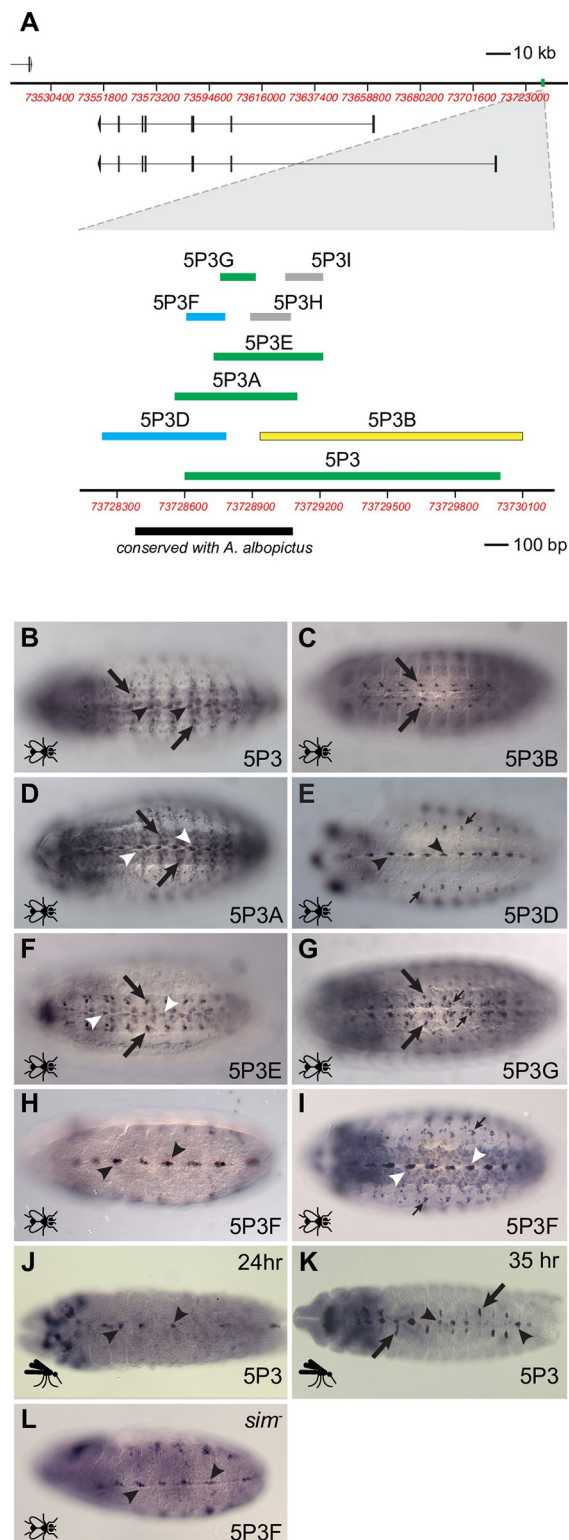 A
10 kb
73530400 73551800 73573200 73594600 73616000 73637400 73658800 73680200 73701600 73723000
5P3G 5P3I
5P3F 5P3H
5P3E
5P3A
5P3D 5P3B
5P3
73728300 73728600 73728900 73729200 73729500 73729800 73730100
conserved with A. albopictus
100 bp
B 5P3
C 5P3B
D 5P3A
E 5P3D
F 5P3E
G 5P3G
H 5P3F
I 5P3F
J 24hr 5P3
K 35 hr 5P3
L sim- 5P3F